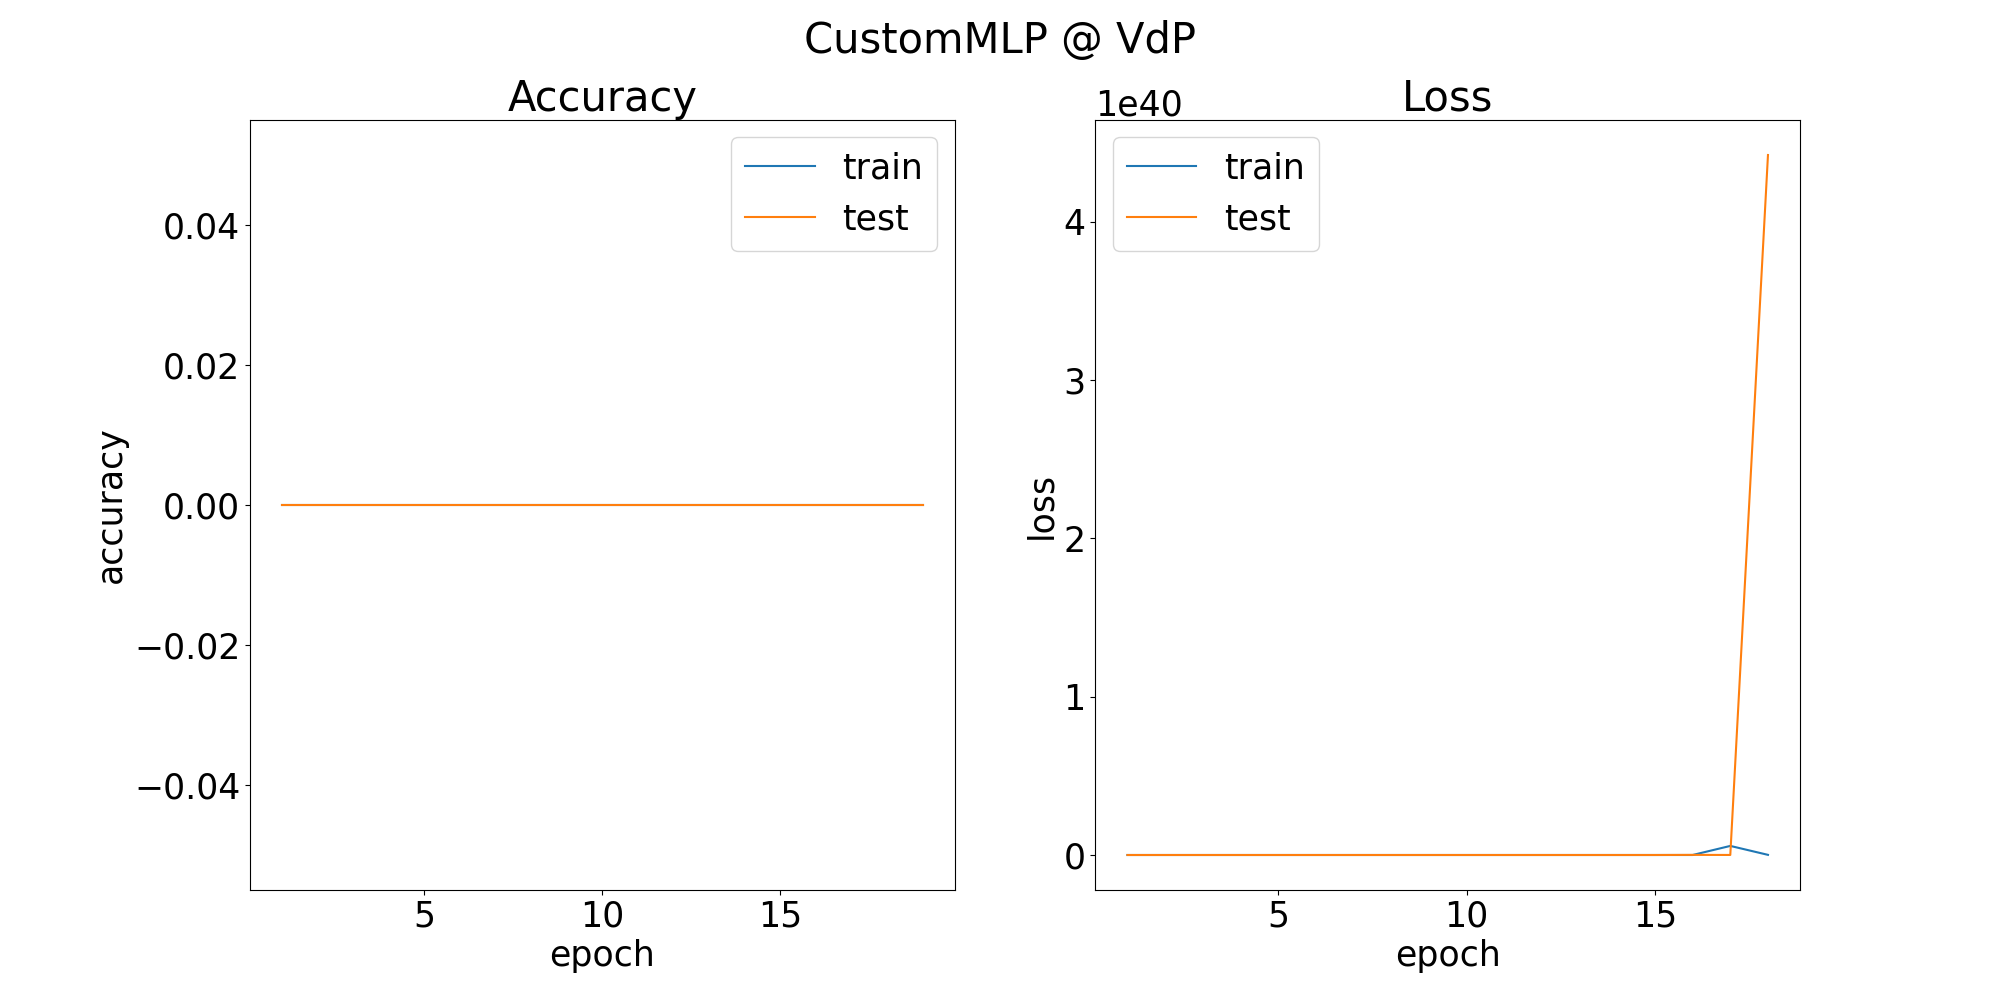 CustomMLP @ VdP
Accuracy
train
test
0.04
0.02
0.00
−0.02
−0.04
accuracy
5 10 15
epoch
Loss
1e40
train
test
4
3
2
1
0
loss
5 10 15
epoch